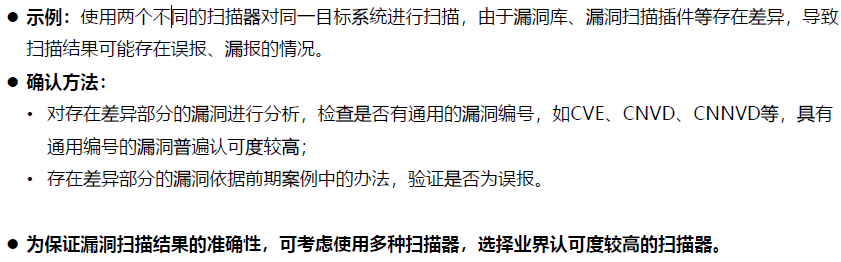 ● 示例：使用两个不同的扫描器对同一目标系统进行扫描，由于漏洞库、漏洞扫描插件等存在差异，导致
扫描结果可能存在误报、漏报的情况。
● 确认方法：
• 对存在差异部分的漏洞进行分析，检查是否有通用的漏洞编号，如CVE、CNVD、CNNVD等，具有
通用编号的漏洞普遍认可度较高；
• 存在差异部分的漏洞依据前期案例中的办法，验证是否为误报。
● 为保证漏洞扫描结果的准确性，可考虑使用多种扫描器，选择业界认可度较高的扫描器。